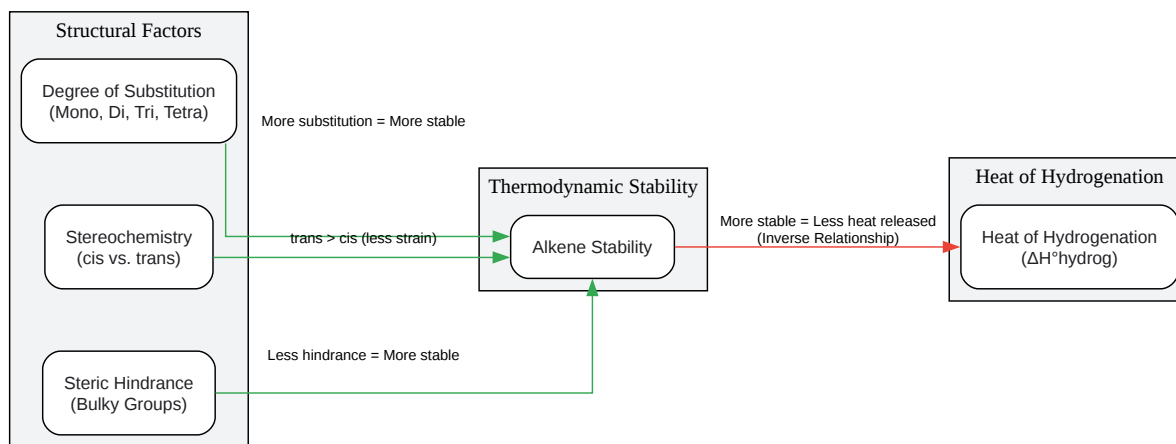 Structural Factors
Degree of Substitution
(Mono, Di, Tri, Tetra)
More substitution = More stable
Stereochemistry
(cis vs. trans)
trans > cis (less strain)
Steric Hindrance
(Bulky Groups)
Less hindrance = More stable
Thermodynamic Stability
Alkene Stability
More stable = Less heat released
(Inverse Relationship)
Heat of Hydrogenation
Heat of Hydrogenation
(ΔH°hydrog)